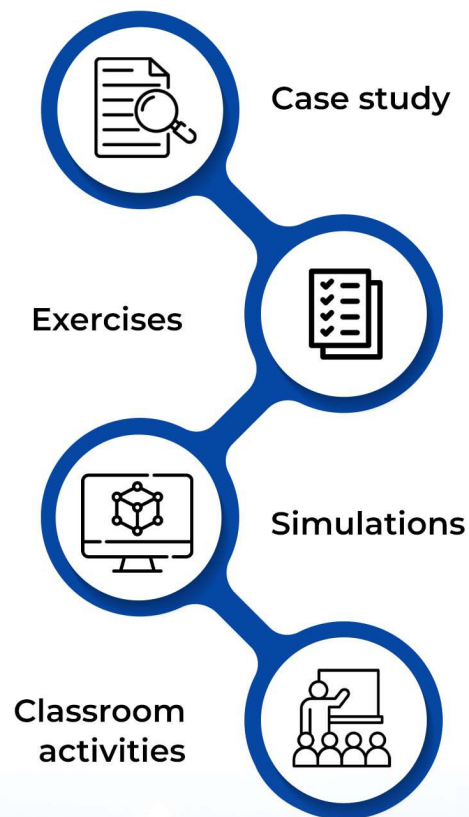 Case study
Exercises
Simulations
Classroom
activities